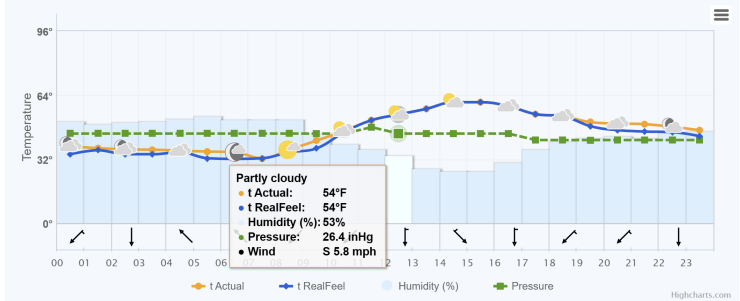 96°
64°
32°
0°
Temperature
Partly cloudy
t Actual: 54°F
t RealFeel: 54°F
Humidity (%): 53%
Pressure: 26.4 inHg
Wind S 5.8 mph
00 01 02 03 04 05 06 07 08 09 10 11 12 13 14 15 16 17 18 19 20 21 22 23
t Actual t RealFeel Humidity (%) Pressure
Highcharts.com